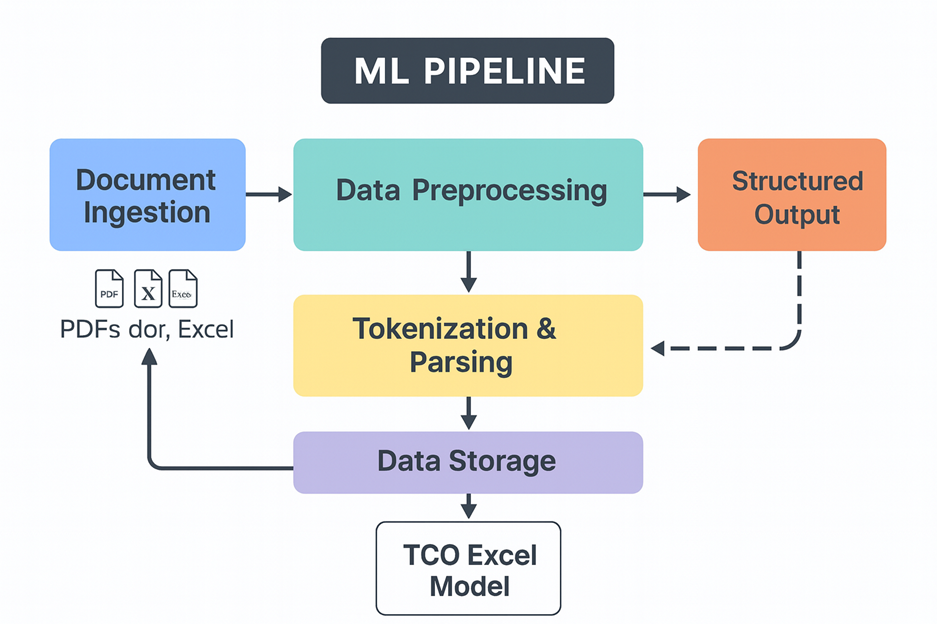 ML PIPELINE
Document
Ingestion
Data Preprocessing
Structured
Output
PDF
X
PDFs dor, Excel
Tokenization &
Parsing
Data Storage
TCO Excel
Model